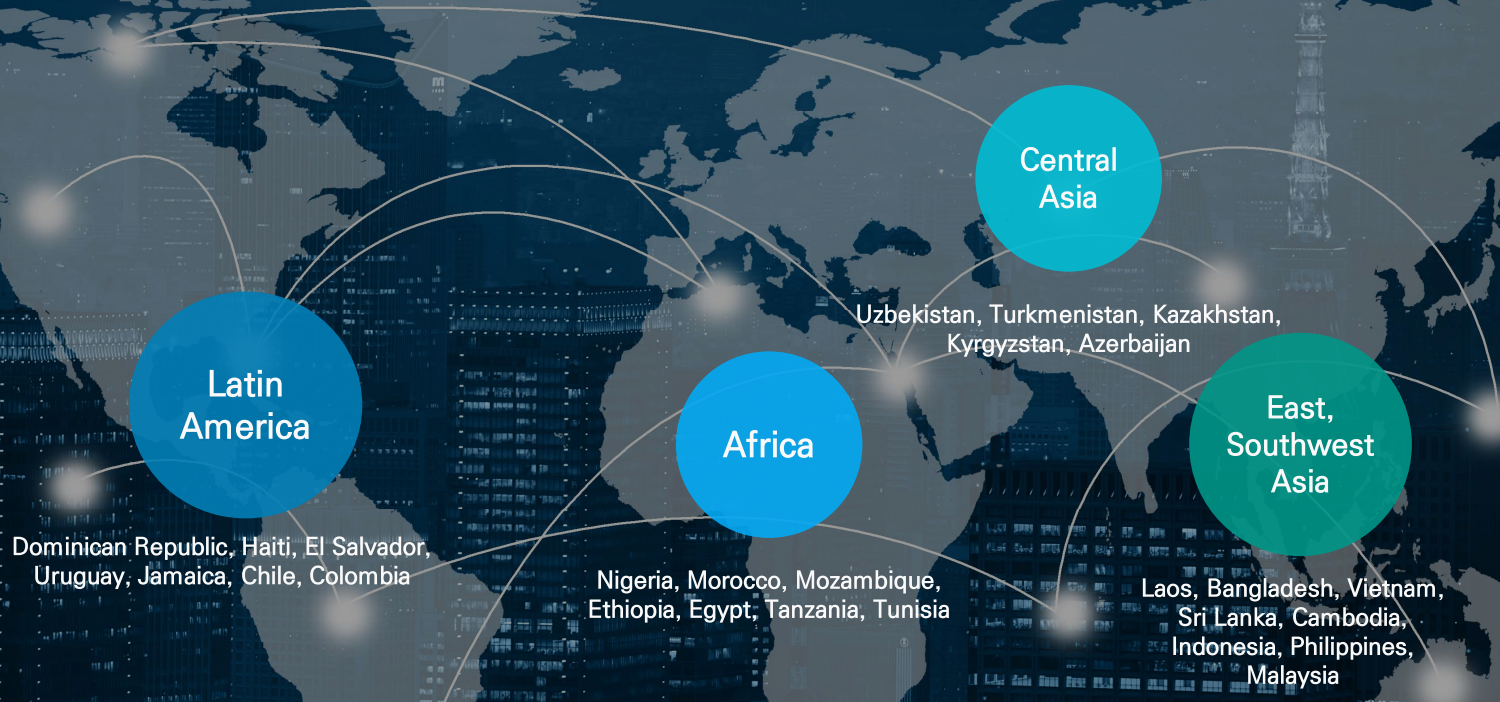 Central
Asia
Uzbekistan, Turkmenistan, Kazakhstan,
Kyrgyzstan, Azerbaijan
Latin
America
Dominican Republic, Haiti, El Salvador,
Uruguay, Jamaica, Chile, Colombia
Africa
Nigeria, Morocco, Mozambique,
Ethiopia, Egypt, Tanzania, Tunisia
East,
Southwest
Asia
Laos, Bangladesh, Vietnam,
Sri Lanka, Cambodia,
Indonesia, Philippines,
Malaysia